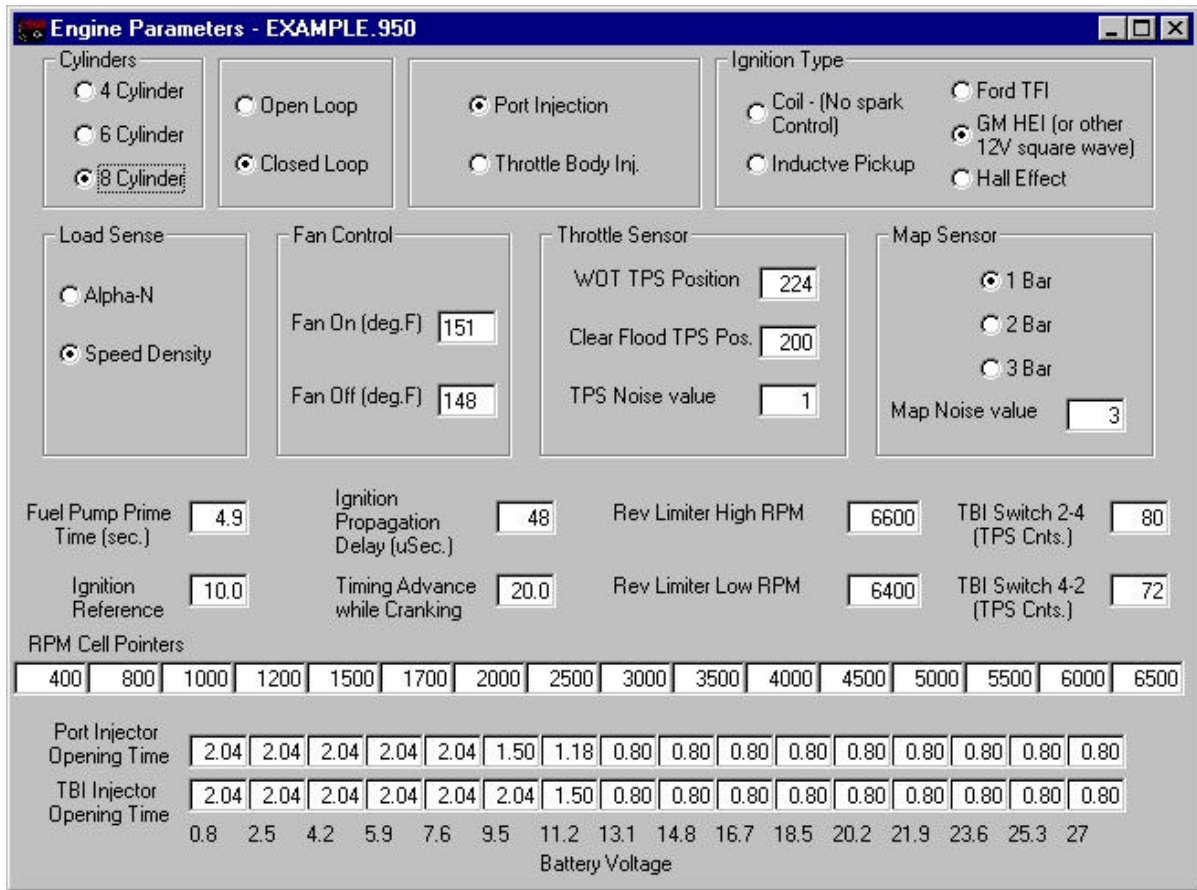 Engine Parameters - EXAMPLE.950
Cylinders
4 Cylinder
6 Cylinder
8 Cylinder
Open Loop
Closed Loop
Port Injection
Throttle Body Inj.
Ignition Type
Coil - (No spark
Control)
Inductve Pickup
Ford TFI
GM HEI (or other
12V square wave)
Hall Effect
Load Sense
Alpha-N
Speed Density
Fan Control
Fan On (deg.F) 151
Fan Off (deg.F) 148
Throttle Sensor
WOT TPS Position 224
Clear Flood TPS Pos. 200
TPS Noise value 1
Map Sensor
1 Bar
2 Bar
3 Bar
Map Noise value 3
Fuel Pump Prime
Time (sec.) 4.9
Ignition
Propagation
Delay (uSec.) 48
Rev Limiter High RPM 6600
TBI Switch 2-4
(TPS Cnts.) 80
Ignition
Reference 10.0
Timing Advance
while Cranking 20.0
Rev Limiter Low RPM 6400
TBI Switch 4-2
(TPS Cnts.) 72
RPM Cell Pointers
400 800 1000 1200 1500 1700 2000 2500 3000 3500 4000 4500 5000 5500 6000 6500
Port Injector
Opening Time 2.04 2.04 2.04 2.04 2.04 1.50 1.18 0.80 0.80 0.80 0.80 0.80 0.80 0.80 0.80 0.80
TBI Injector
Opening Time 2.04 2.04 2.04 2.04 2.04 2.04 1.50 0.80 0.80 0.80 0.80 0.80 0.80 0.80 0.80 0.80
0.8 2.5 4.2 5.9 7.6 9.5 11.2 13.1 14.8 16.7 18.5 20.2 21.9 23.6 25.3 27
Battery Voltage